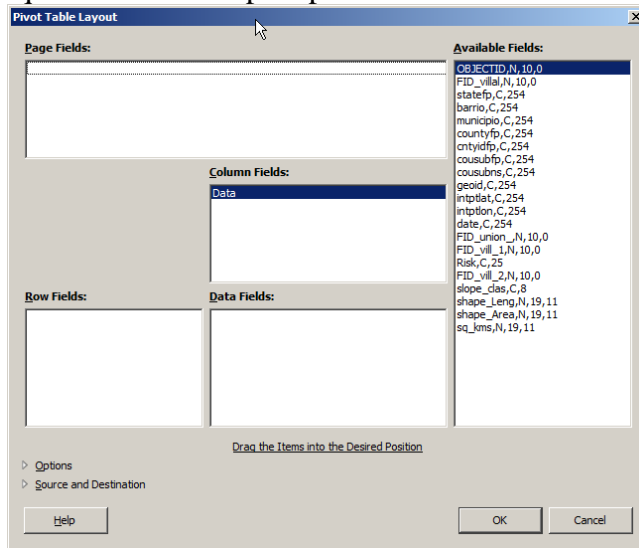 Pivot Table Layout
Page Fields:
Available Fields:
OBJECTID,N,10,0
FID_villal,N,10,0
statefp,C,254
barrio,C,254
municipio,C,254
countyfp,C,254
cntyidfp,C,254
cousubfp,C,254
cousubns,C,254
geoid,C,254
intptlat,C,254
intptlon,C,254
date,C,254
FID_union_,N,10,0
FID_vill_1,N,10,0
Risk,C,25
FID_vill_2,N,10,0
slope_clas,C,8
shape_Leng,N,19,11
shape_Area,N,19,11
sq_kms,N,19,11
Column Fields:
Data
Row Fields:
Data Fields:
Drag the Items into the Desired Position
Options
Source and Destination
Help
OK
Cancel